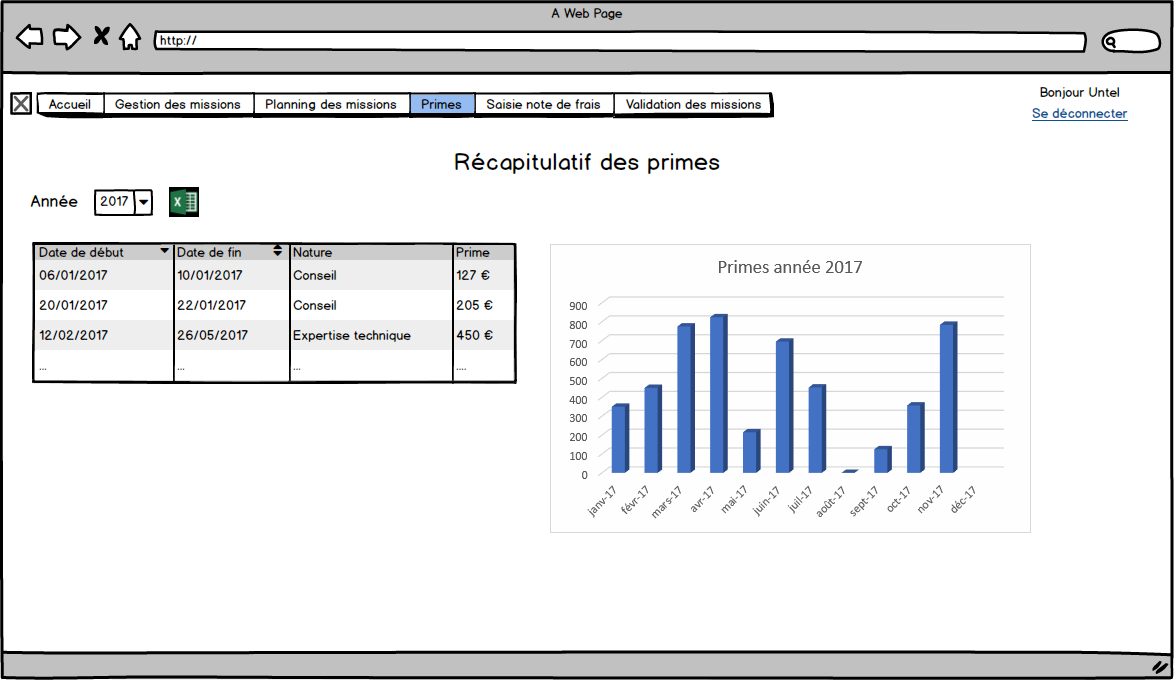 A Web Page
http://
Accueil Gestion des missions Planning des missions Primes Saisie note de frais Validation des missions
Bonjour Untel
Se déconnecter
Récapitulatif des primes
Année 2017
X
Date de début Date de fin Nature Prime
06/01/2017 10/01/2017 Conseil 127 €
20/01/2017 22/01/2017 Conseil 205 €
12/02/2017 26/05/2017 Expertise technique 450 €
... ... ... ....
Primes année 2017
900
800
700
600
500
400
300
200
100
0
janv-17 févr-17 mars-17 avr-17 mai-17 juin-17 juil-17 août-17 sept-17 oct-17 nov-17 déc-17